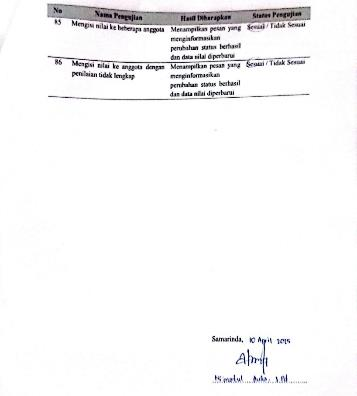 No Nama Pengujian Hasil Diharapkan Status Pengujian
85 Mengisi nilai ke beberapa anggota Menampilkan pesan yang Sesuai / Tidak Sesuai
menginformasikan
perubahan status berhasil
dan data nilai diperbarui
86 Mengisi nilai ke anggota dengan Menampilkan pesan yang Sesuai / Tidak Sesuai
penilaian tidak lengkap menginformasikan
perubahan status berhasil
dan data nilai diperbarui
Samarinda, 10 April 2025